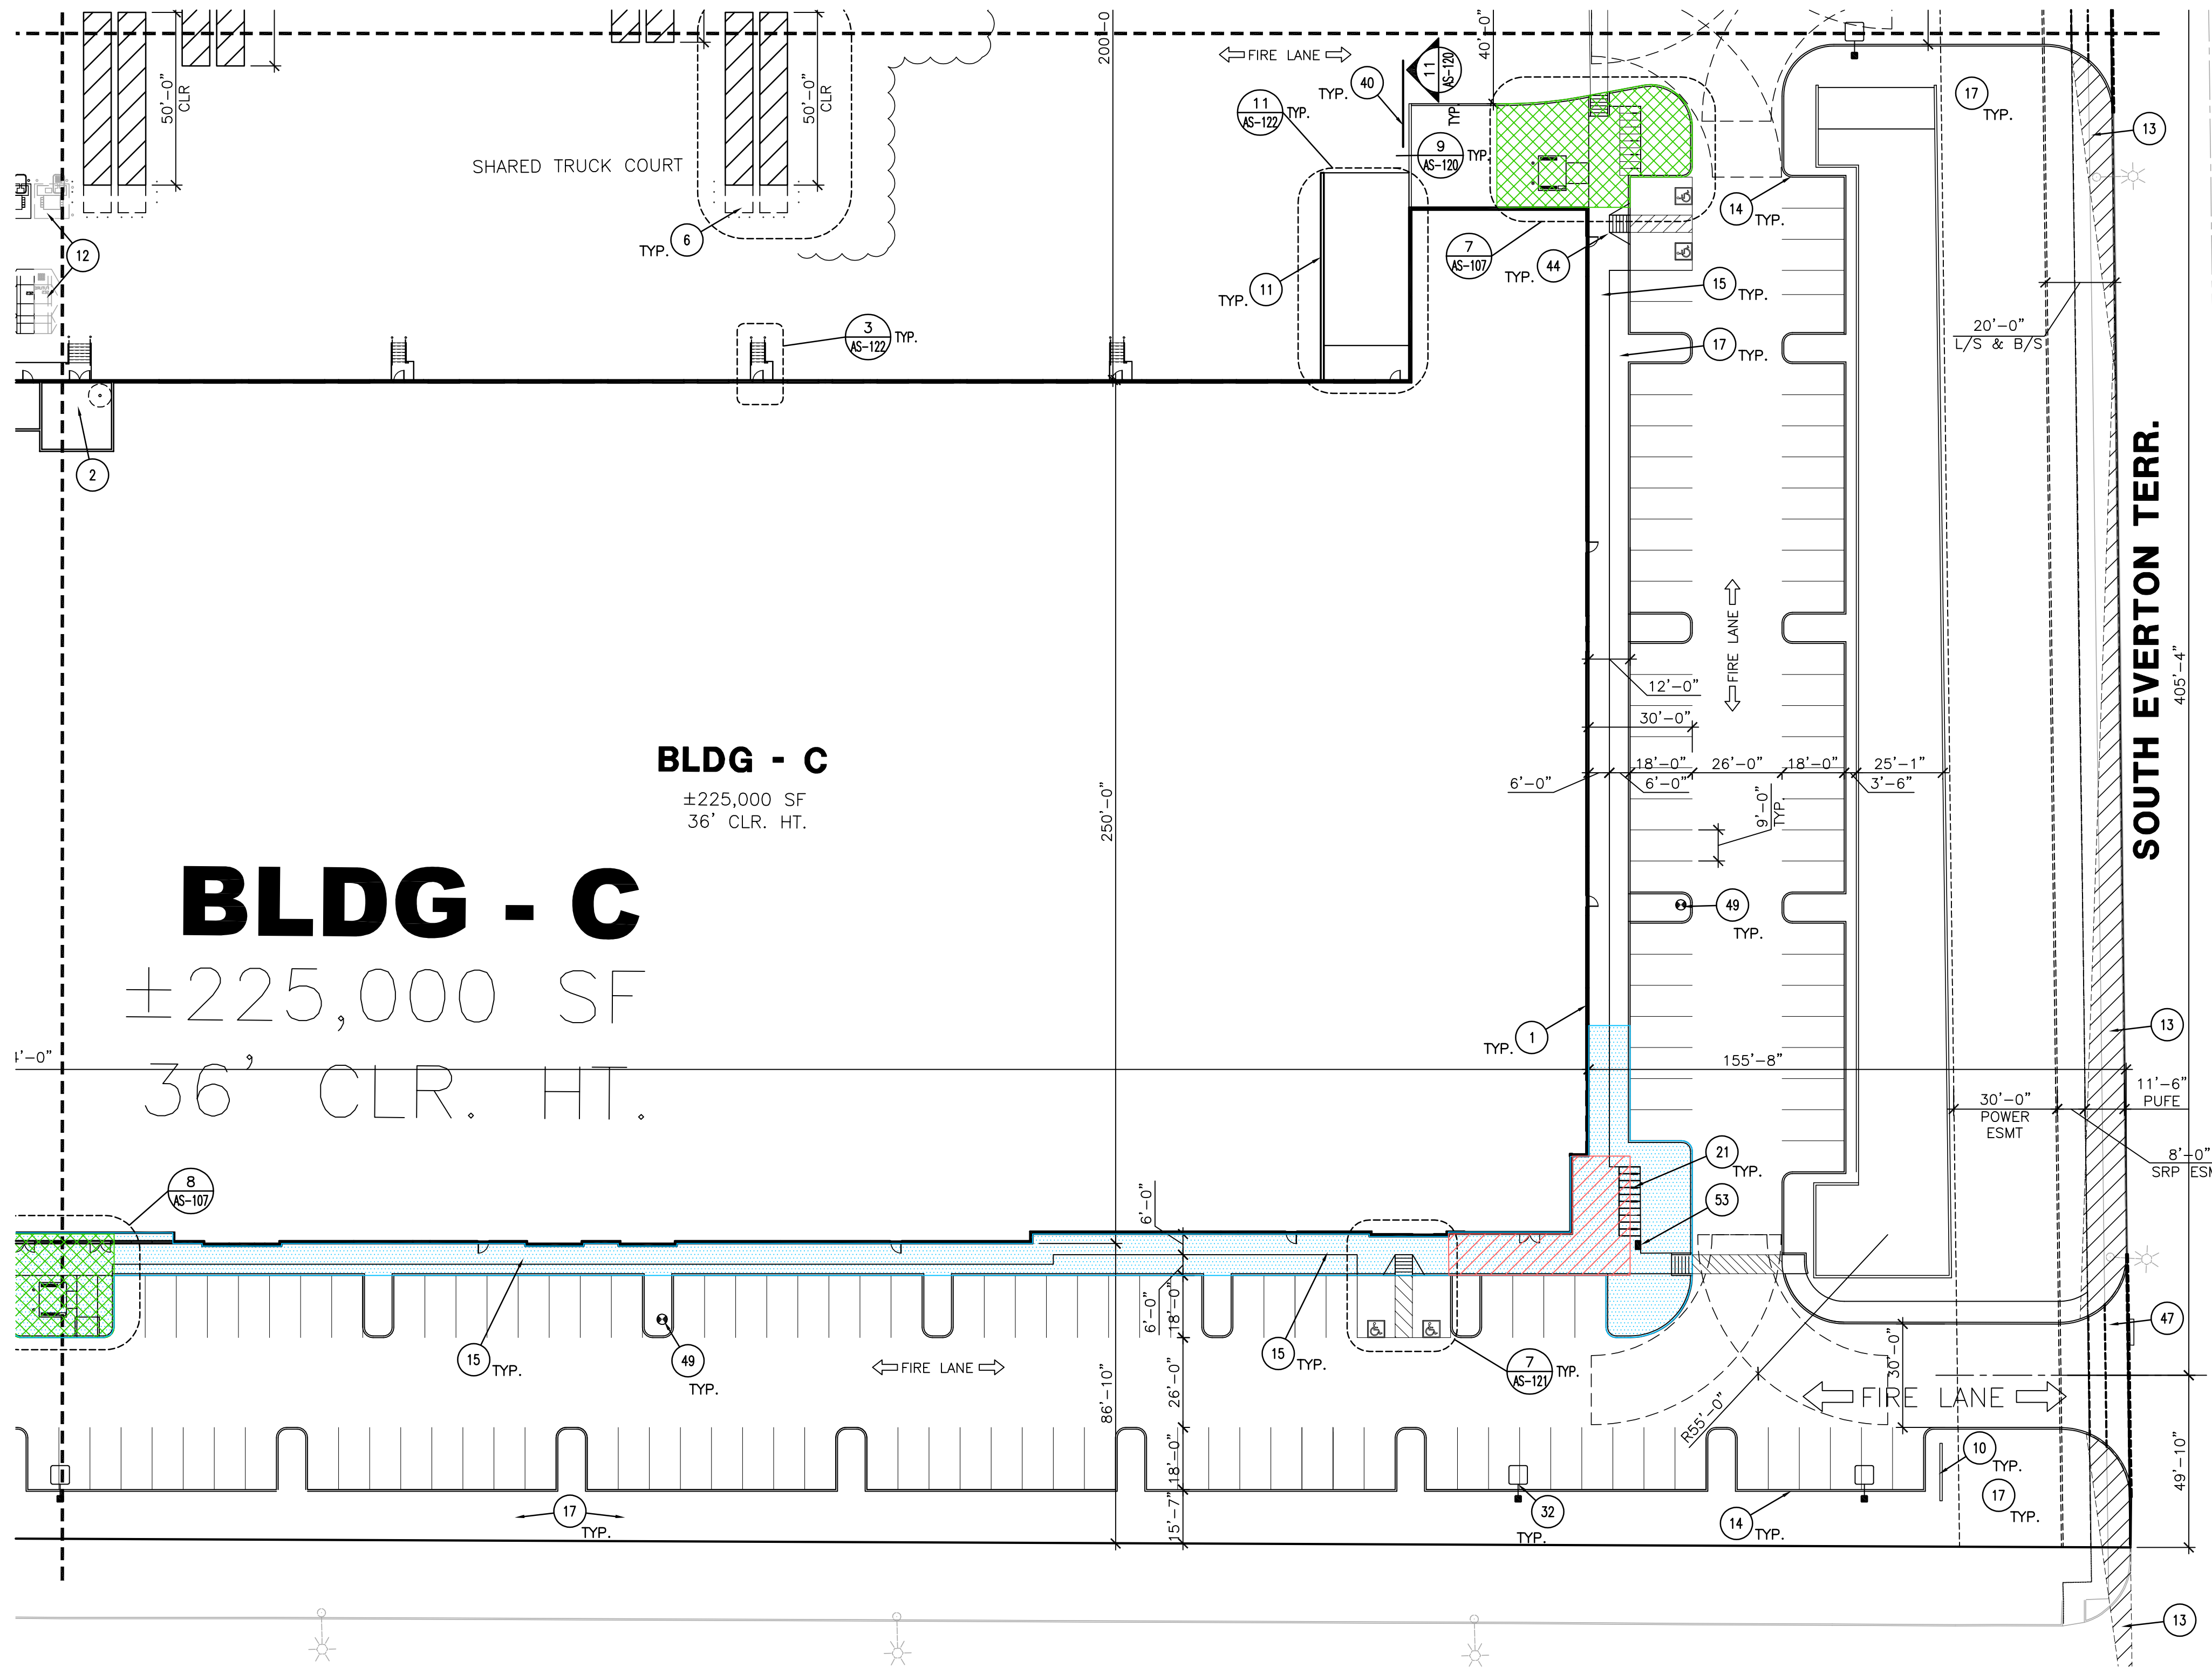 200'-0
40'-0"
FIRE LANE
11
AS-120
TYP.
40
TYP.
17
TYP.
50'-0"
CLR
50'-0"
CLR
11
AS-122
TYP.
13
SHARED TRUCK COURT
9
AS-120
TYP.
14
TYP.
6
TYP.
12
7
AS-107
TYP.
44
TYP.
11
TYP.
15
TYP.
3
AS-122
TYP.
17
TYP.
20'-0"
L/S & B/S
2
SOUTH EVERTON TERR.
405'-4"
FIRE LANE
12'-0"
30'-0"
BLDG - C
±225,000 SF
36' CLR. HT.
250'-0"
6'-0"
18'-0"
6'-0"
26'-0"
18'-0"
25'-1"
3'-6"
9'-0"
TYP.
BLDG - C
±225,000 SF
36' CLR. HT.
49
TYP.
1
TYP.
13
4'-0"
155'-8"
11'-6"
PUFE
30'-0"
POWER
ESMT
8'-0"
SRP ESM
8
AS-107
21
TYP.
53
6'-0"
6'-0"
18'-0"
15
TYP.
49
TYP.
FIRE LANE
15
TYP.
7
AS-121
TYP.
47
30'-0"
FIRE LANE
R55'-0"
86'-10"
26'-0"
18'-0"
15'-7"
10
TYP.
17
TYP.
49'-10"
17
TYP.
32
TYP.
14
TYP.
13